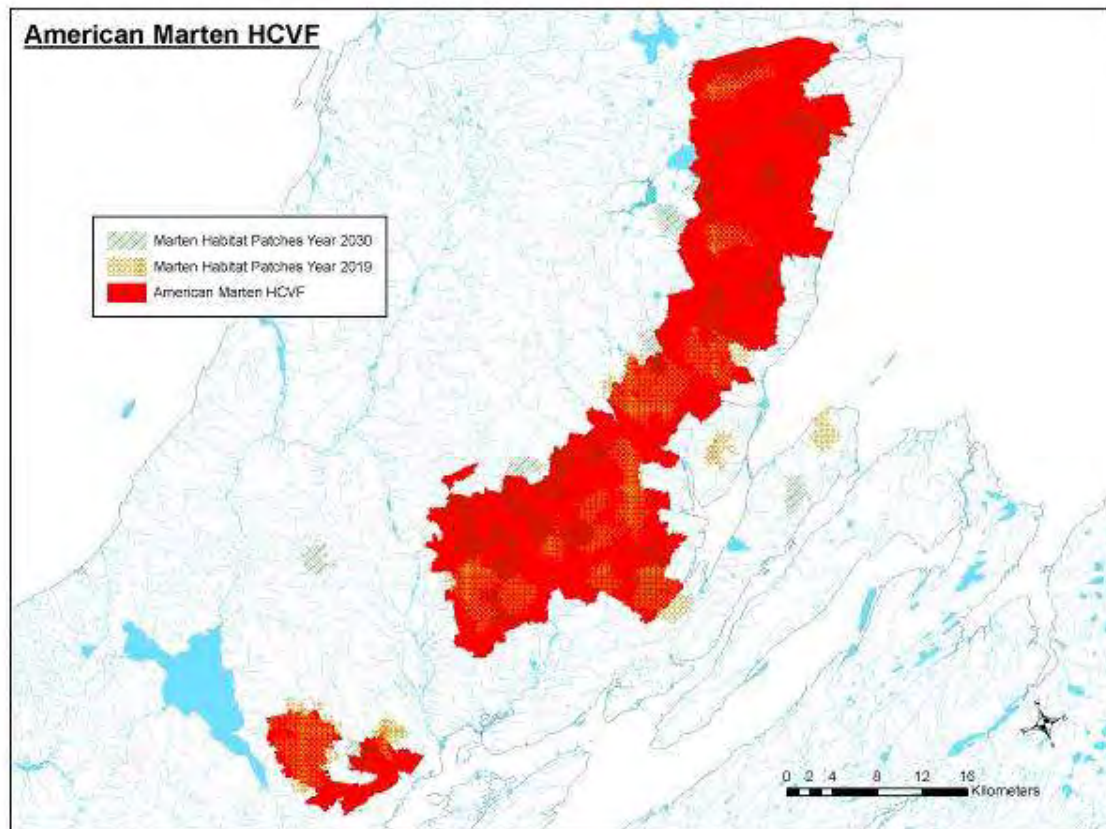 American Marten HCVF
Marten Habitat Patches Year 2030
Marten Habitat Patches Year 2019
American Marten HCVF
0 2 4 8 12 16
Kilometers